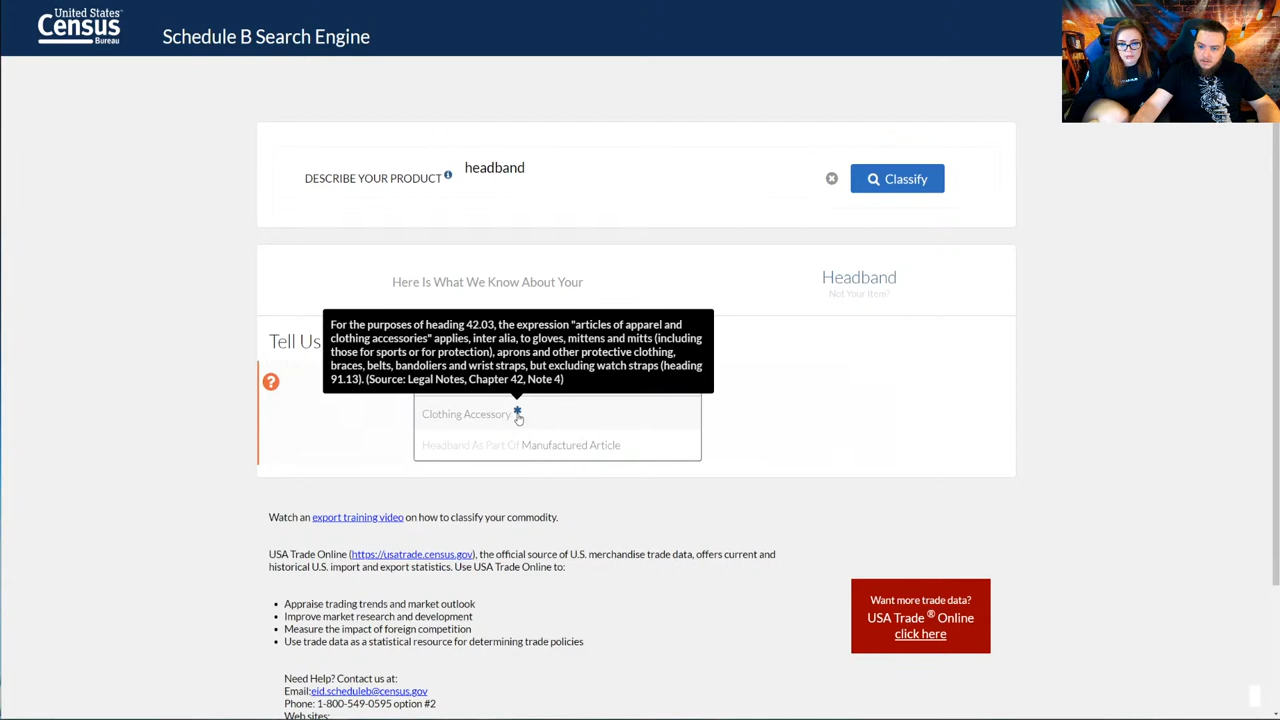 United States®
Census
Bureau
Schedule B Search Engine
DESCRIBE YOUR PRODUCT
headband
Classify
Here Is What We Know About Your
Headband
Not Your Item?
Tell Us
For the purposes of heading 42.03, the expression "articles of apparel and
clothing accessories" applies, inter alia, to gloves, mittens and mitts (including
those for sports or for protection), aprons and other protective clothing,
braces, belts, bandoliers and wrist straps, but excluding watch straps (heading
91.13). (Source: Legal Notes, Chapter 42, Note 4)
?
Clothing Accessory *
Headband As Part Of Manufactured Article
Watch an export training video on how to classify your commodity.
USA Trade Online (https://usatrade.census.gov), the official source of U.S. merchandise trade data, offers current and
historical U.S. import and export statistics. Use USA Trade Online to:
• Appraise trading trends and market outlook
• Improve market research and development
• Measure the impact of foreign competition
• Use trade data as a statistical resource for determining trade policies
Want more trade data?
USA Trade ® Online
click here
Need Help? Contact us at:
Email:eid.scheduleb@census.gov
Phone: 1-800-549-0595 option #2
Web sites: